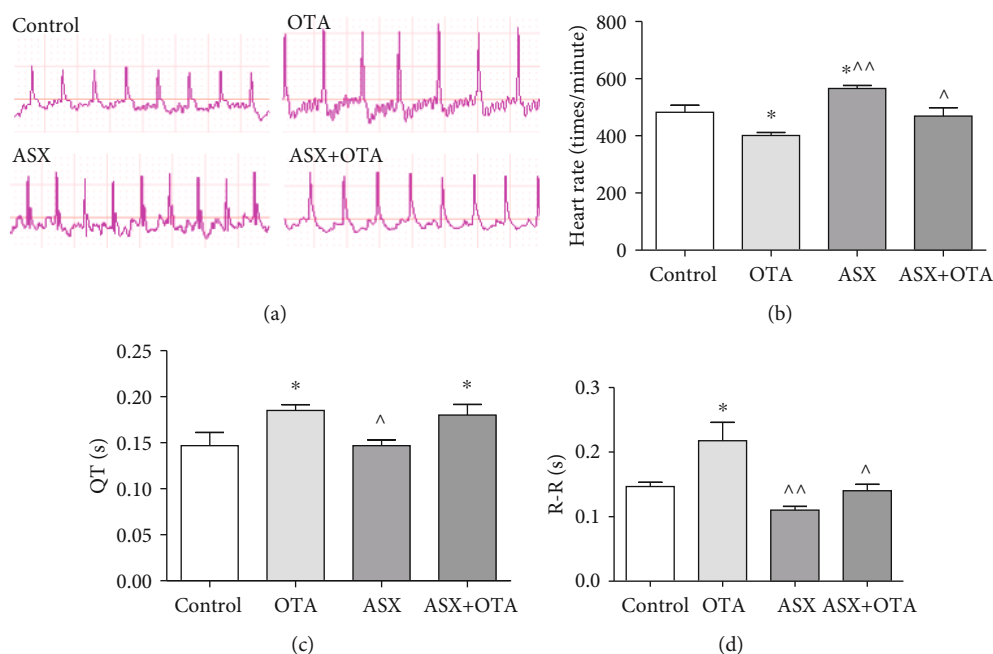 Control
OTA
ASX
ASX+OTA
(a)
Heart rate (times/minute)
800
600
400
200
0
*
*^^
^
Control
OTA
ASX
ASX+OTA
(b)
QT (s)
0.25
0.20
0.15
0.10
0.05
0.00
*
^
*
Control
OTA
ASX
ASX+OTA
(c)
R-R (s)
0.3
0.2
0.1
0.0
*
^^
^
Control
OTA
ASX
ASX+OTA
(d)